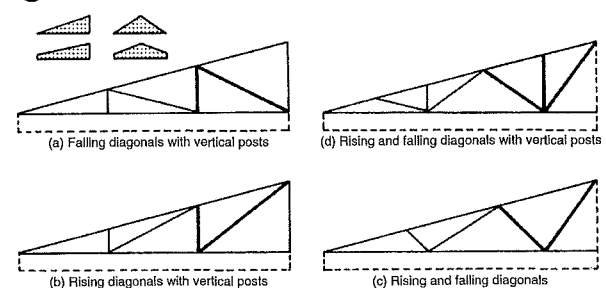 (a) Falling diagonals with vertical posts
(d) Rising and falling diagonals with vertical posts
(b) Rising diagonals with vertical posts
(c) Rising and falling diagonals